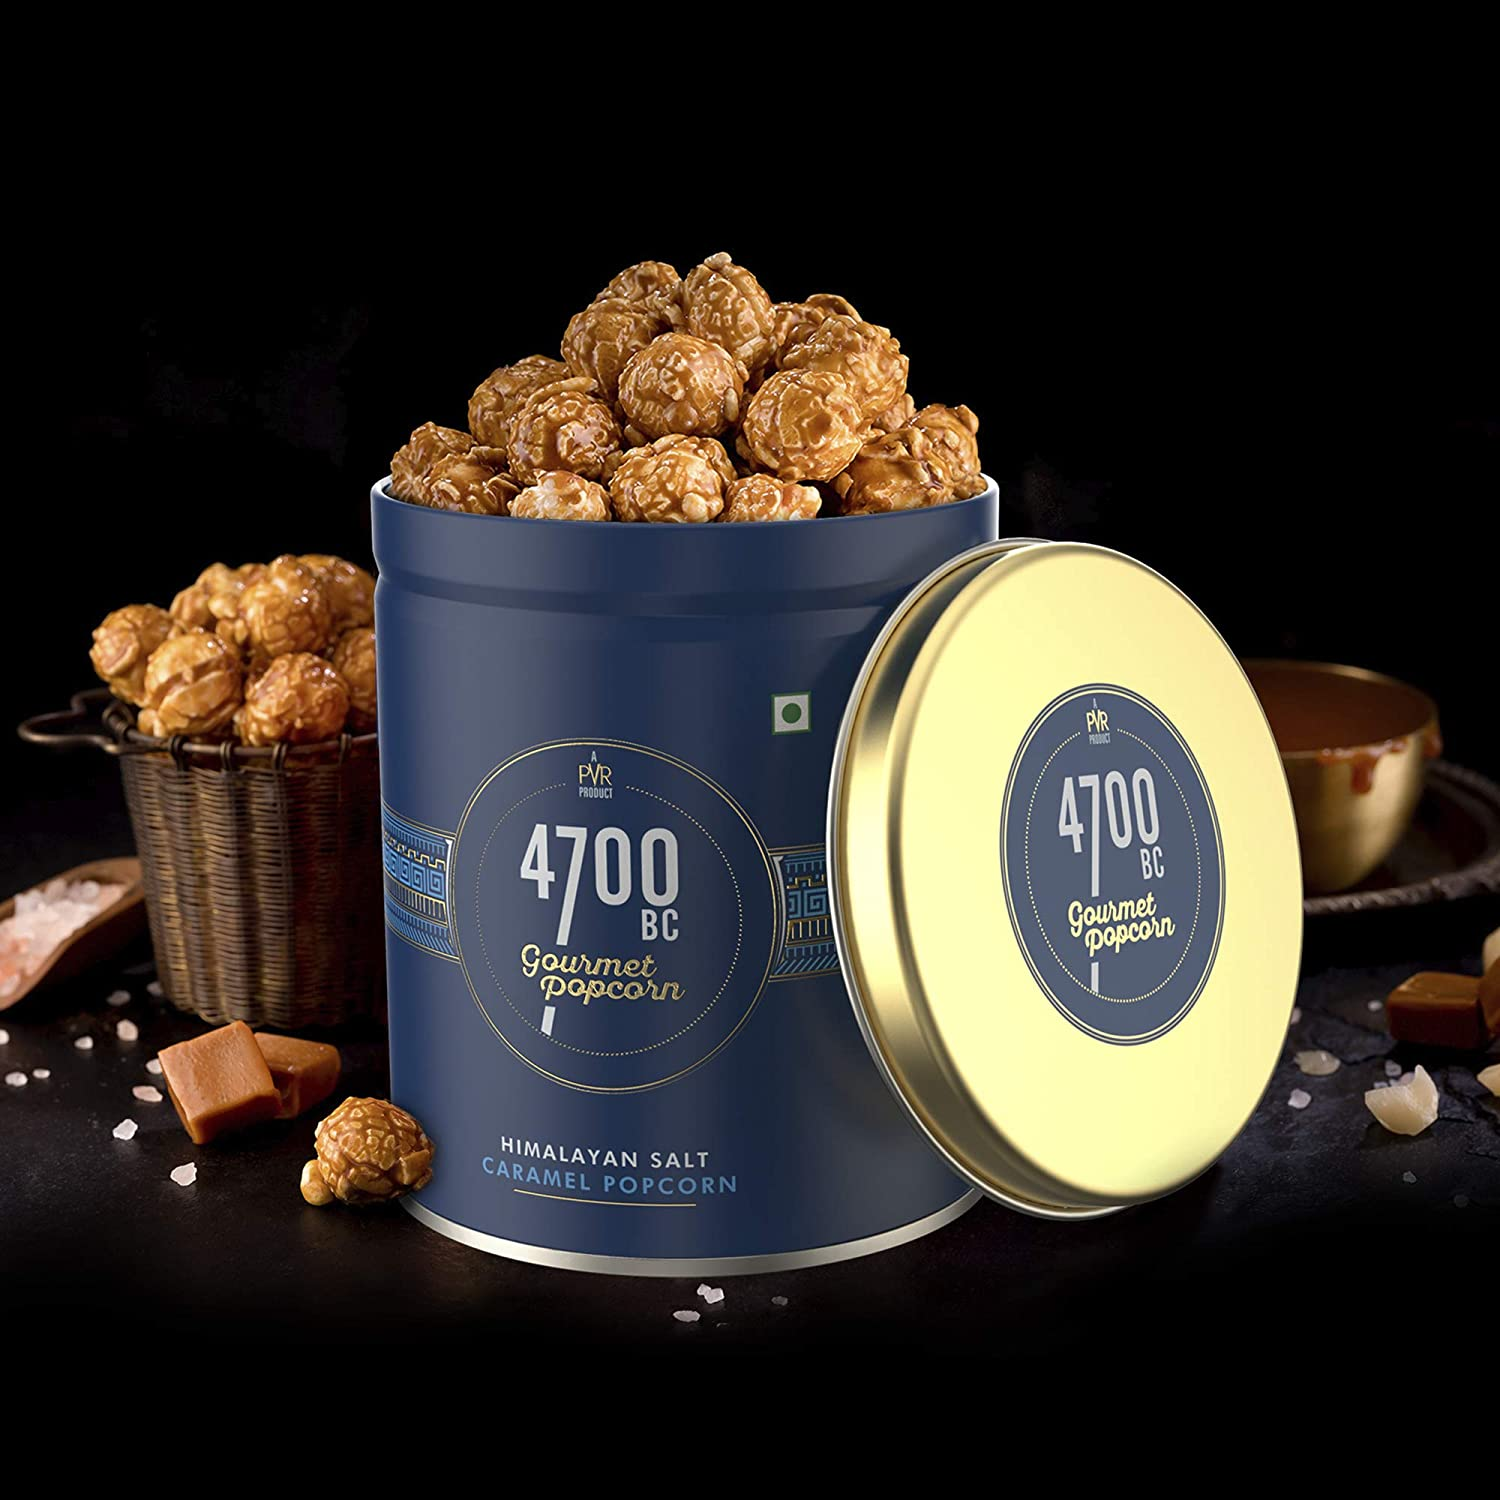 A
PVR
PRODUCT
4700
BC
Gourmet
Popcorn
HIMALAYAN SALT
CARAMEL POPCORN
A
PVR
PRODUCT
4700
BC
Gourmet
Popcorn